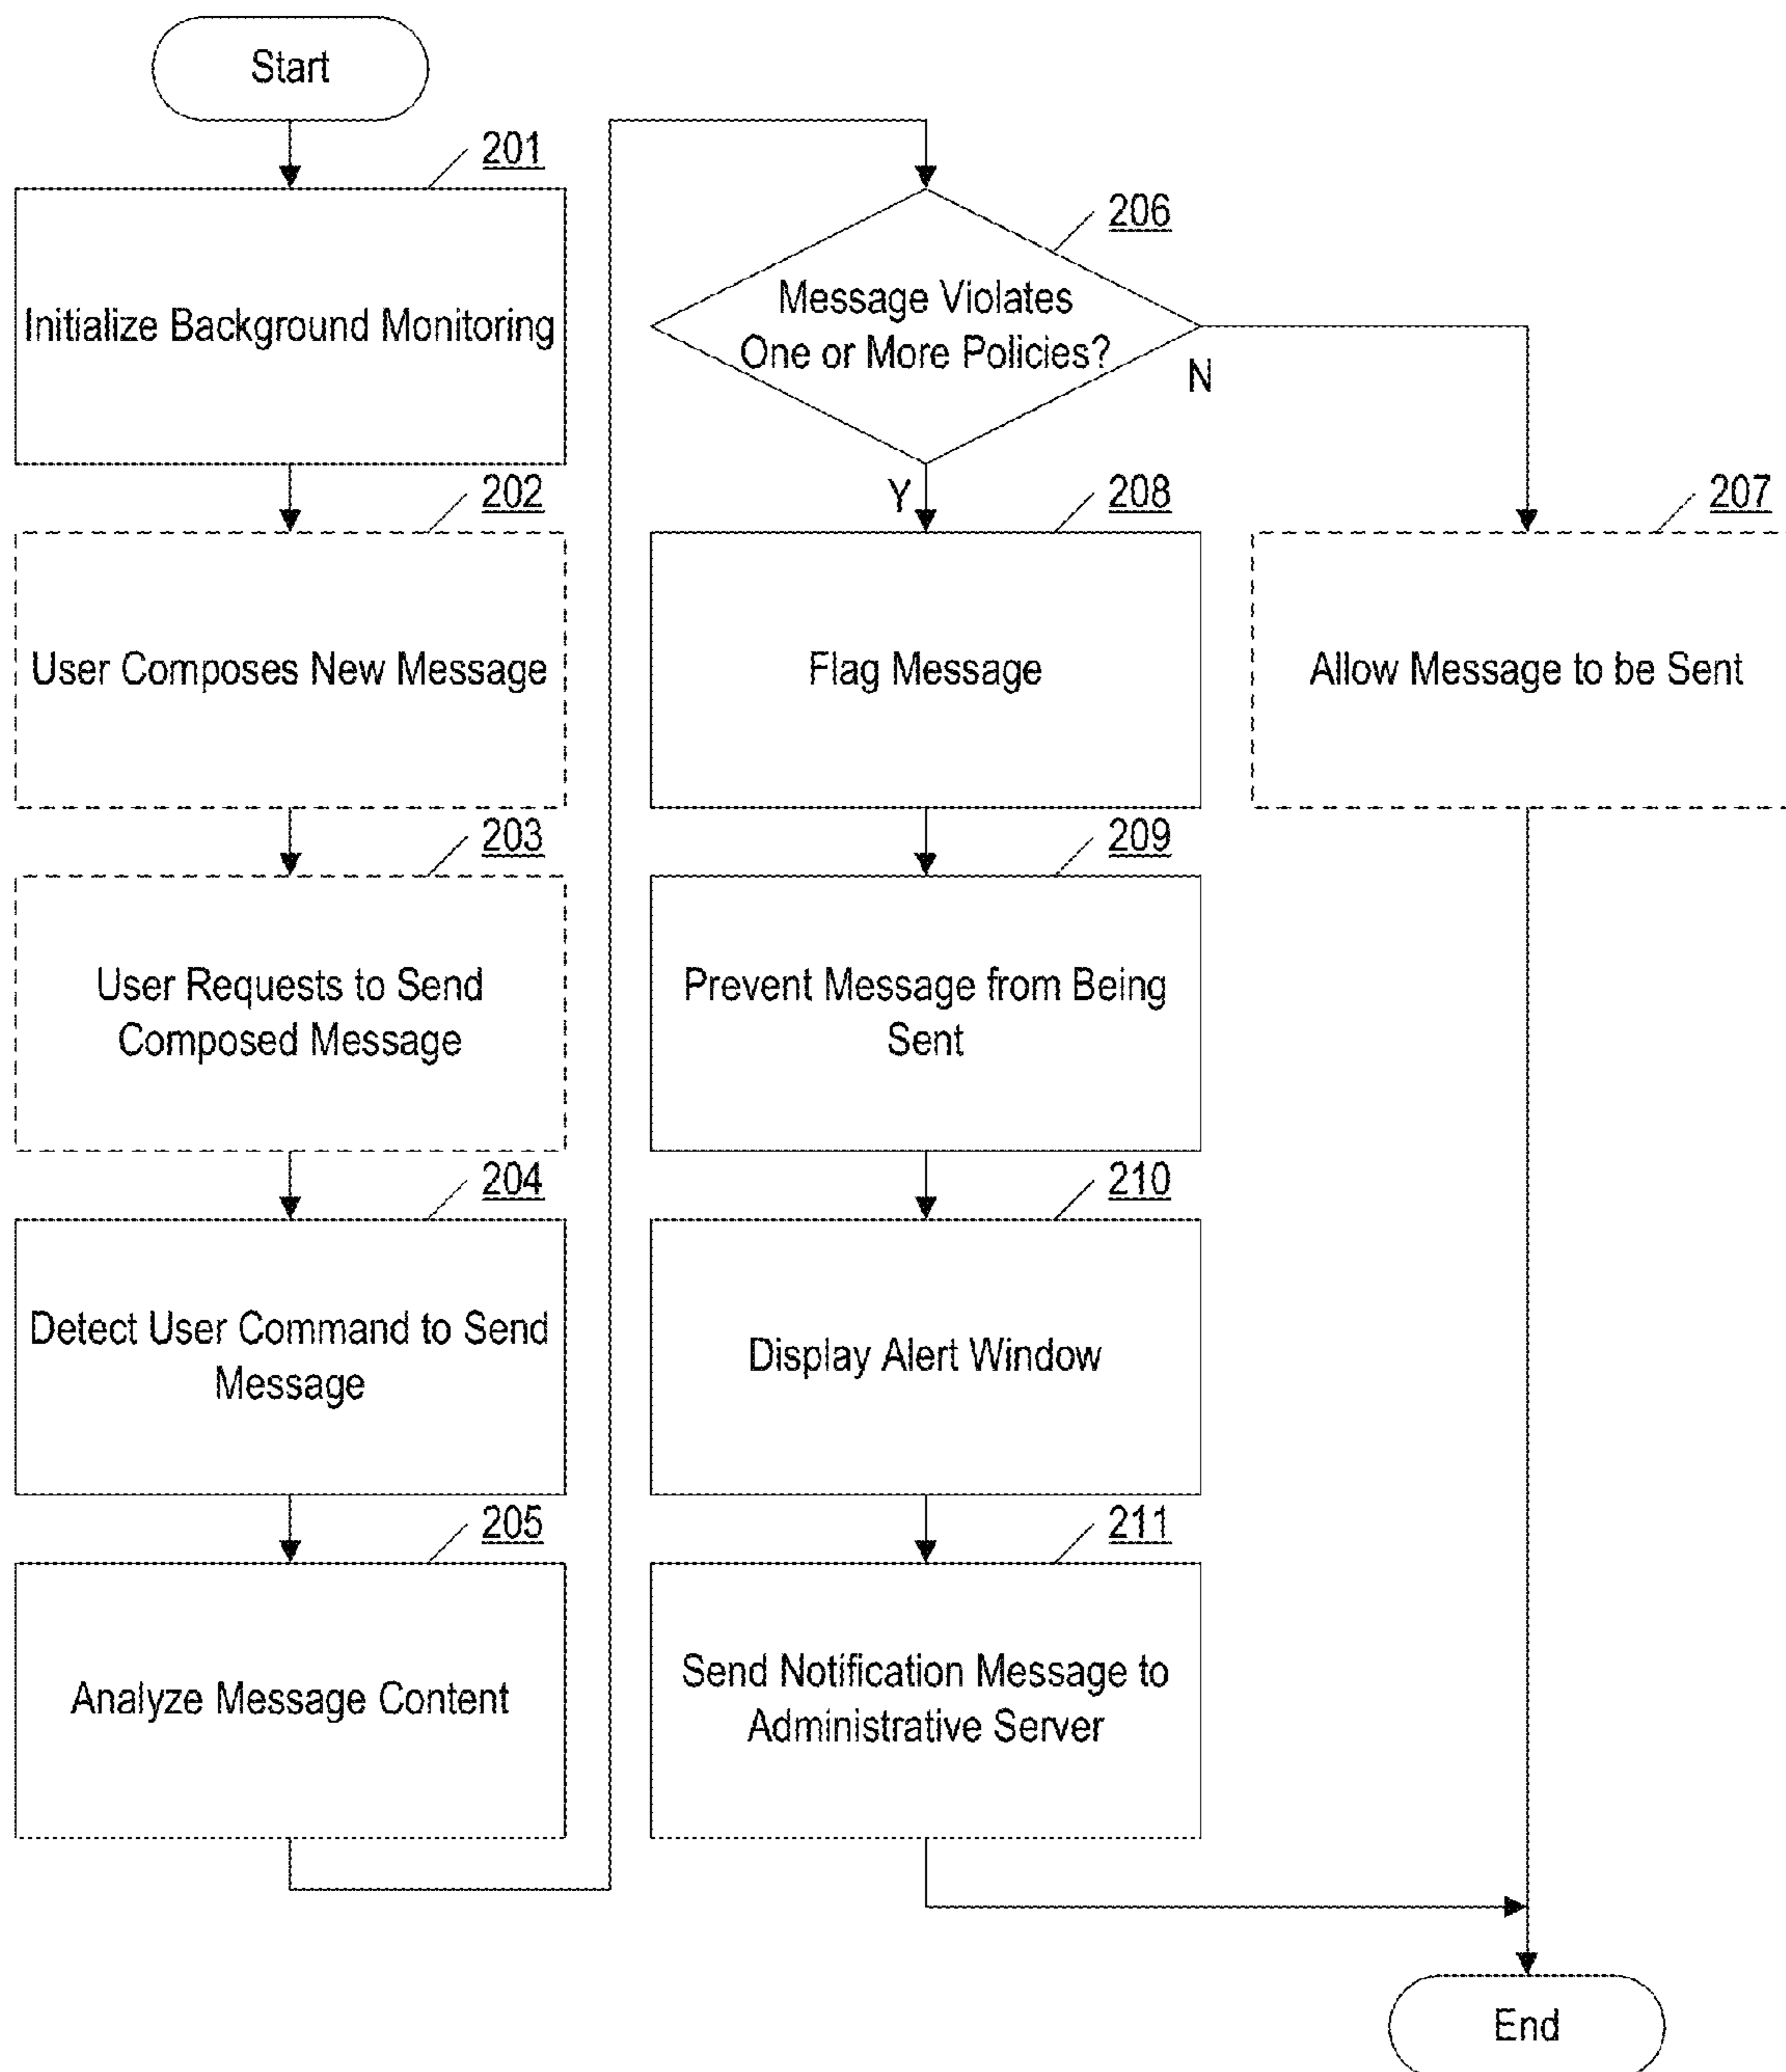 Start
201
Initialize Background Monitoring
202
User Composes New Message
203
User Requests to Send
Composed Message
204
Detect User Command to Send
Message
205
Analyze Message Content
206
Message Violates
One or More Policies?
N
Y
208
Flag Message
207
Allow Message to be Sent
209
Prevent Message from Being
Sent
210
Display Alert Window
211
Send Notification Message to
Administrative Server
End